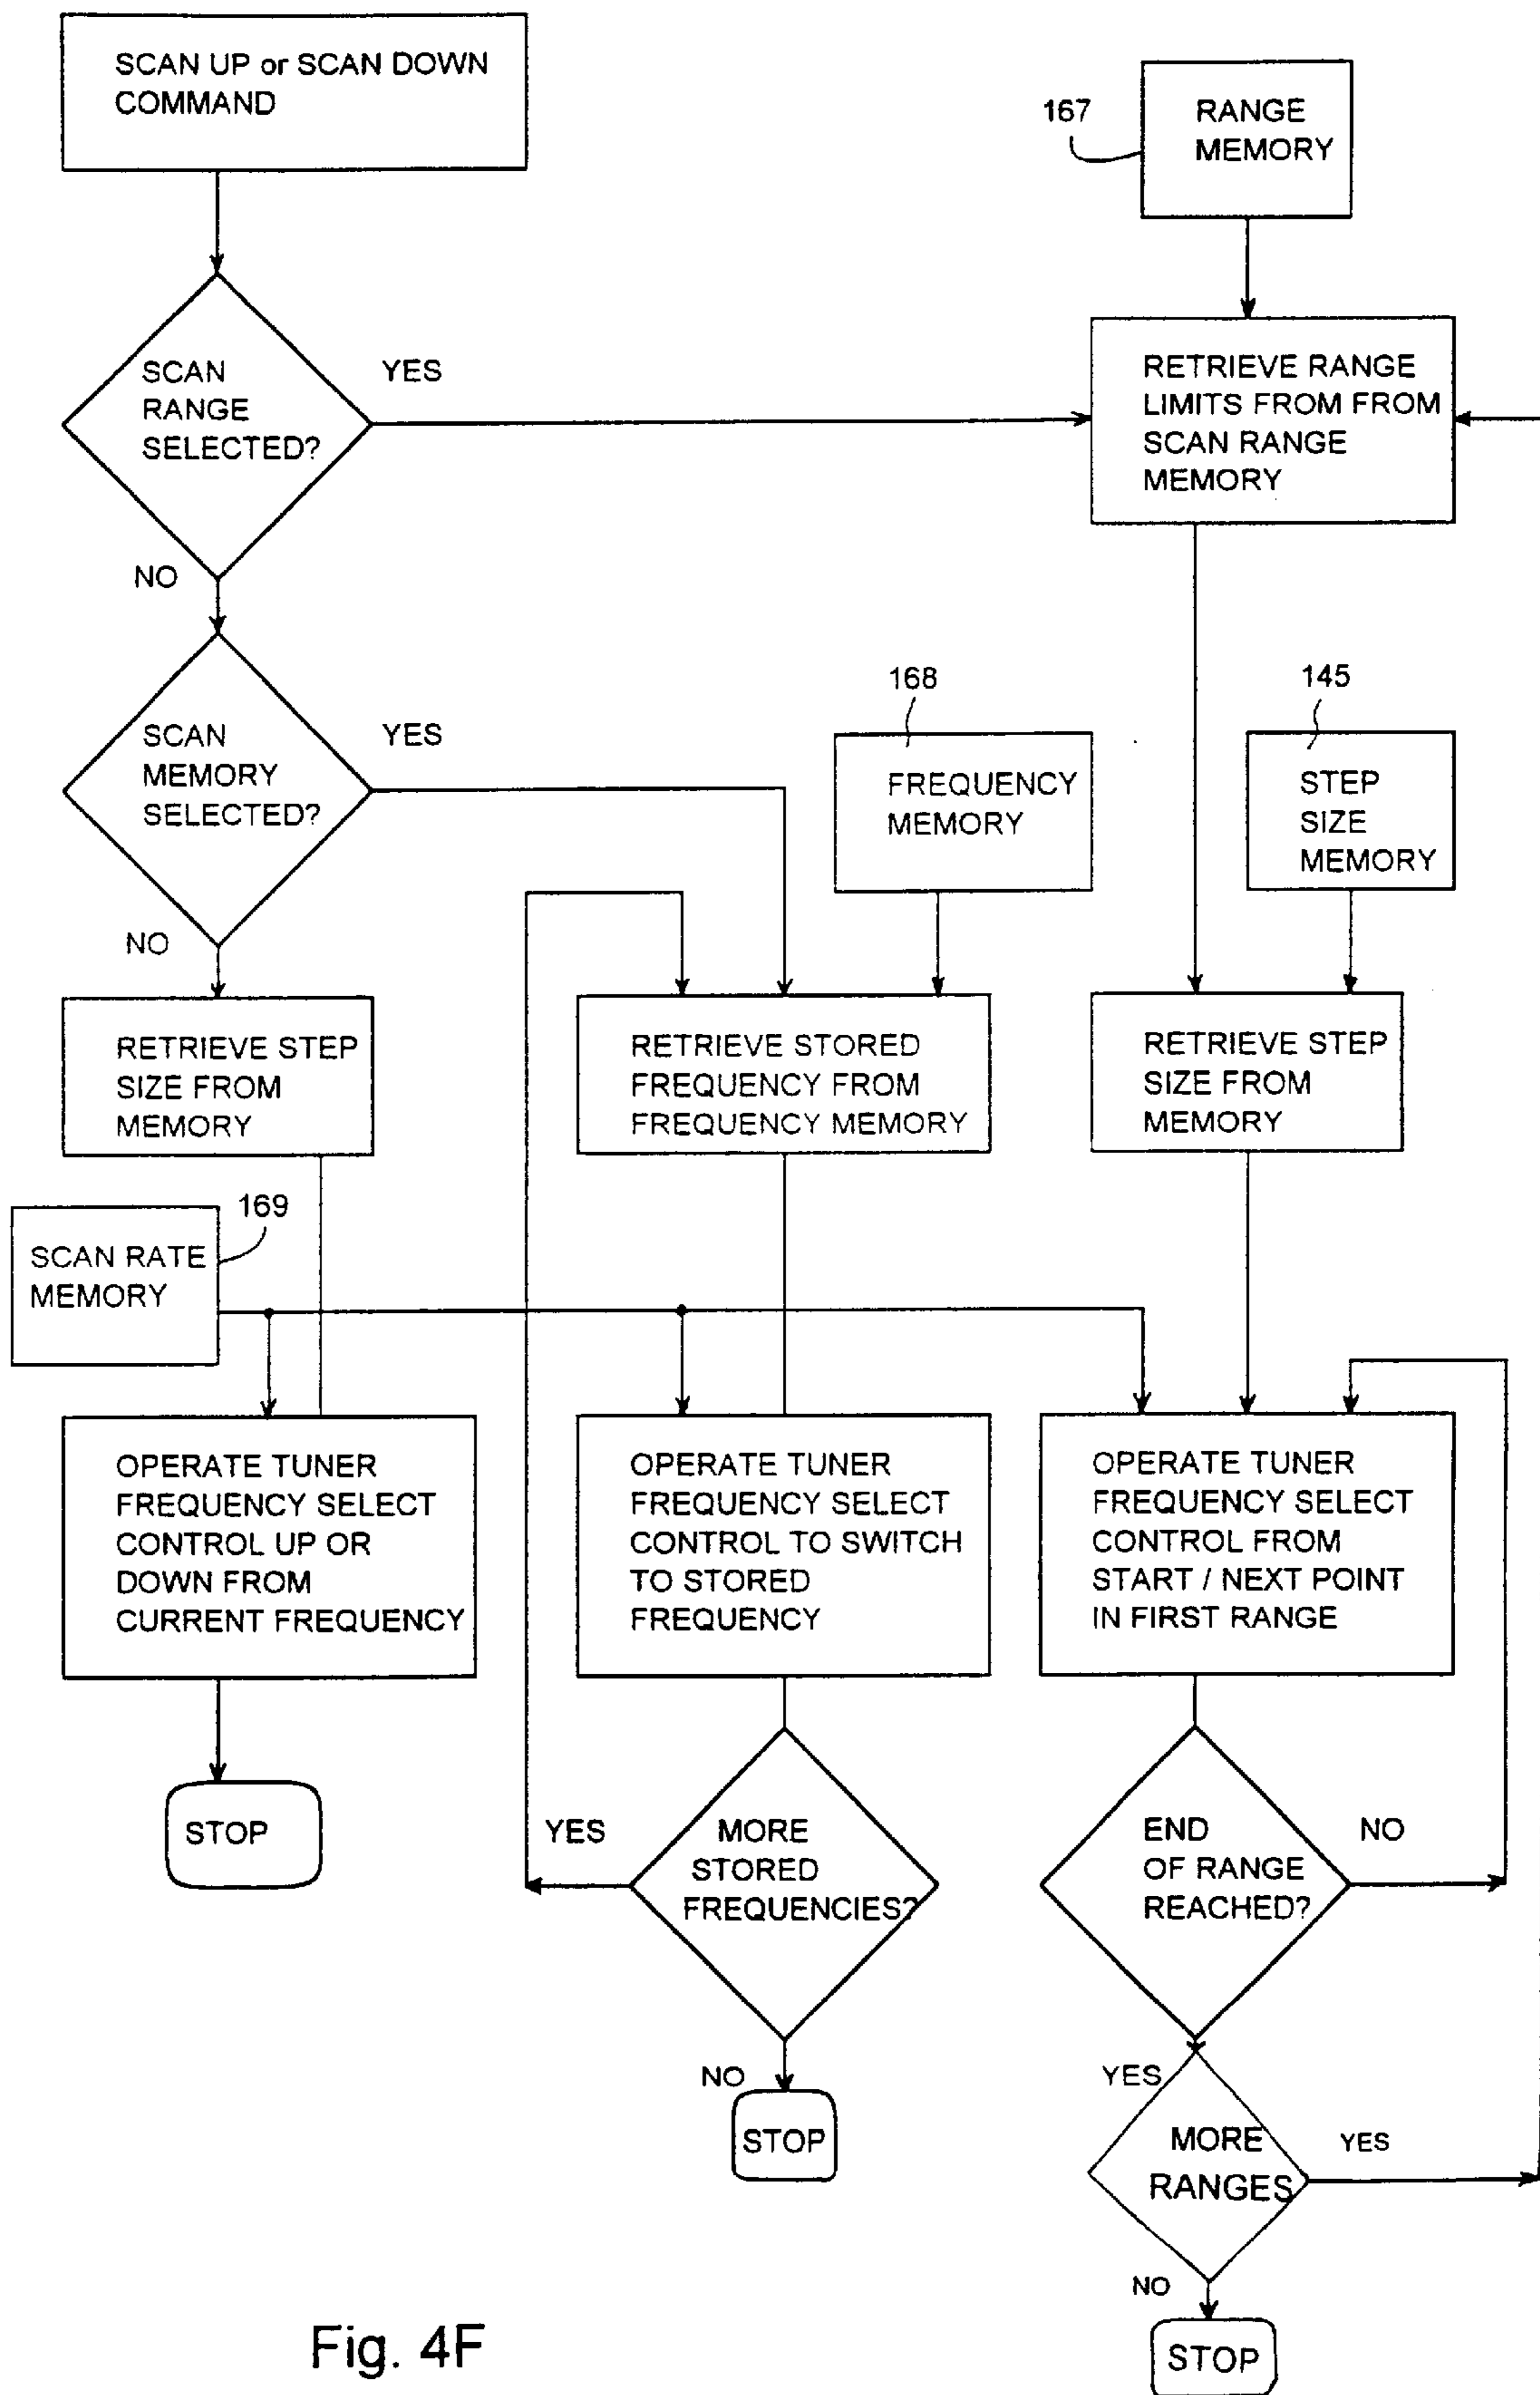 SCAN UP or SCAN DOWN
COMMAND
167
RANGE
MEMORY
SCAN
RANGE
SELECTED?
YES
NO
RETRIEVE RANGE
LIMITS FROM FROM
SCAN RANGE
MEMORY
SCAN
MEMORY
SELECTED?
YES
NO
168
FREQUENCY
MEMORY
145
STEP
SIZE
MEMORY
RETRIEVE STEP
SIZE FROM
MEMORY
RETRIEVE STORED
FREQUENCY FROM
FREQUENCY MEMORY
RETRIEVE STEP
SIZE FROM
MEMORY
169
SCAN RATE
MEMORY
OPERATE TUNER
FREQUENCY SELECT
CONTROL UP OR
DOWN FROM
CURRENT FREQUENCY
OPERATE TUNER
FREQUENCY SELECT
CONTROL TO SWITCH
TO STORED
FREQUENCY
OPERATE TUNER
FREQUENCY SELECT
CONTROL FROM
START / NEXT POINT
IN FIRST RANGE
STOP
YES
MORE
STORED
FREQUENCIES?
NO
STOP
END
OF RANGE
REACHED?
NO
YES
MORE
RANGES
YES
NO
STOP
Fig. 4F